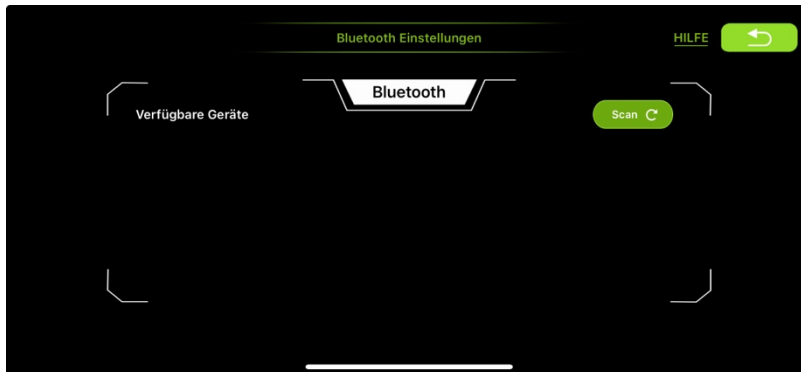 Bluetooth Einstellungen
HILFE
Bluetooth
Verfügbare Geräte
Scan